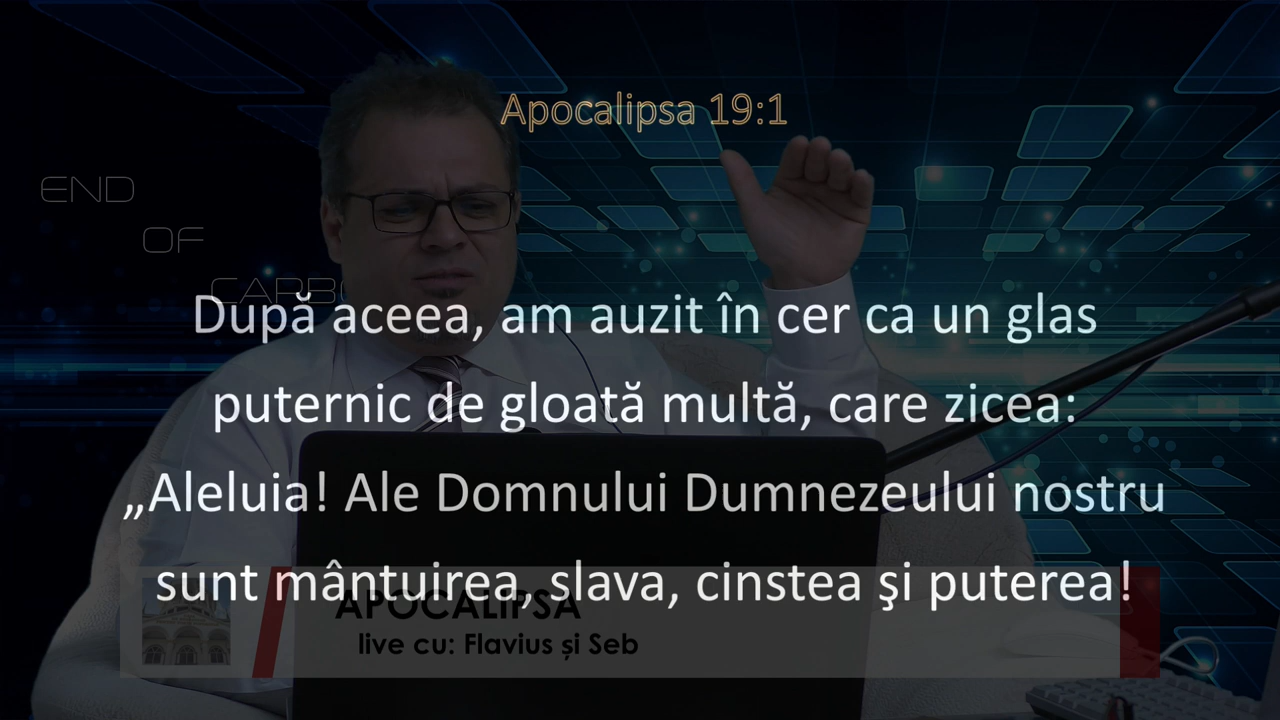 Apocalipsa 19:1
END
OF
După aceea, am auzit în cer ca un glas
puternic de gloată multă, care zicea:
„Aleluia! Ale Domnului Dumnezeului nostru
sunt mântuirea, slava, cinstea şi puterea!
APOCALIPSA
live cu: Flavius și Seb